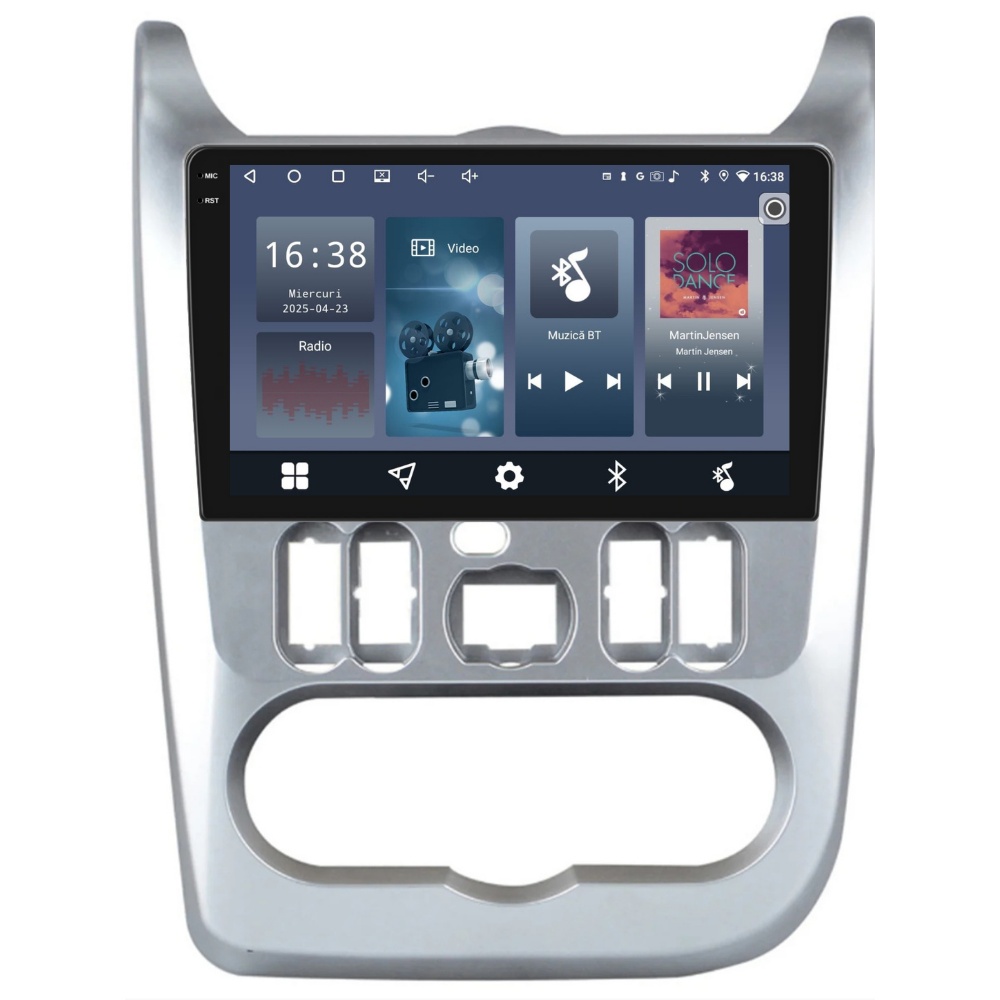 MIC
RST
16:38
16:38
Miercuri
2025-04-23
Radio
Video
Muzică BT
SOLO
DANCE
MartinJensen
Martin Jensen